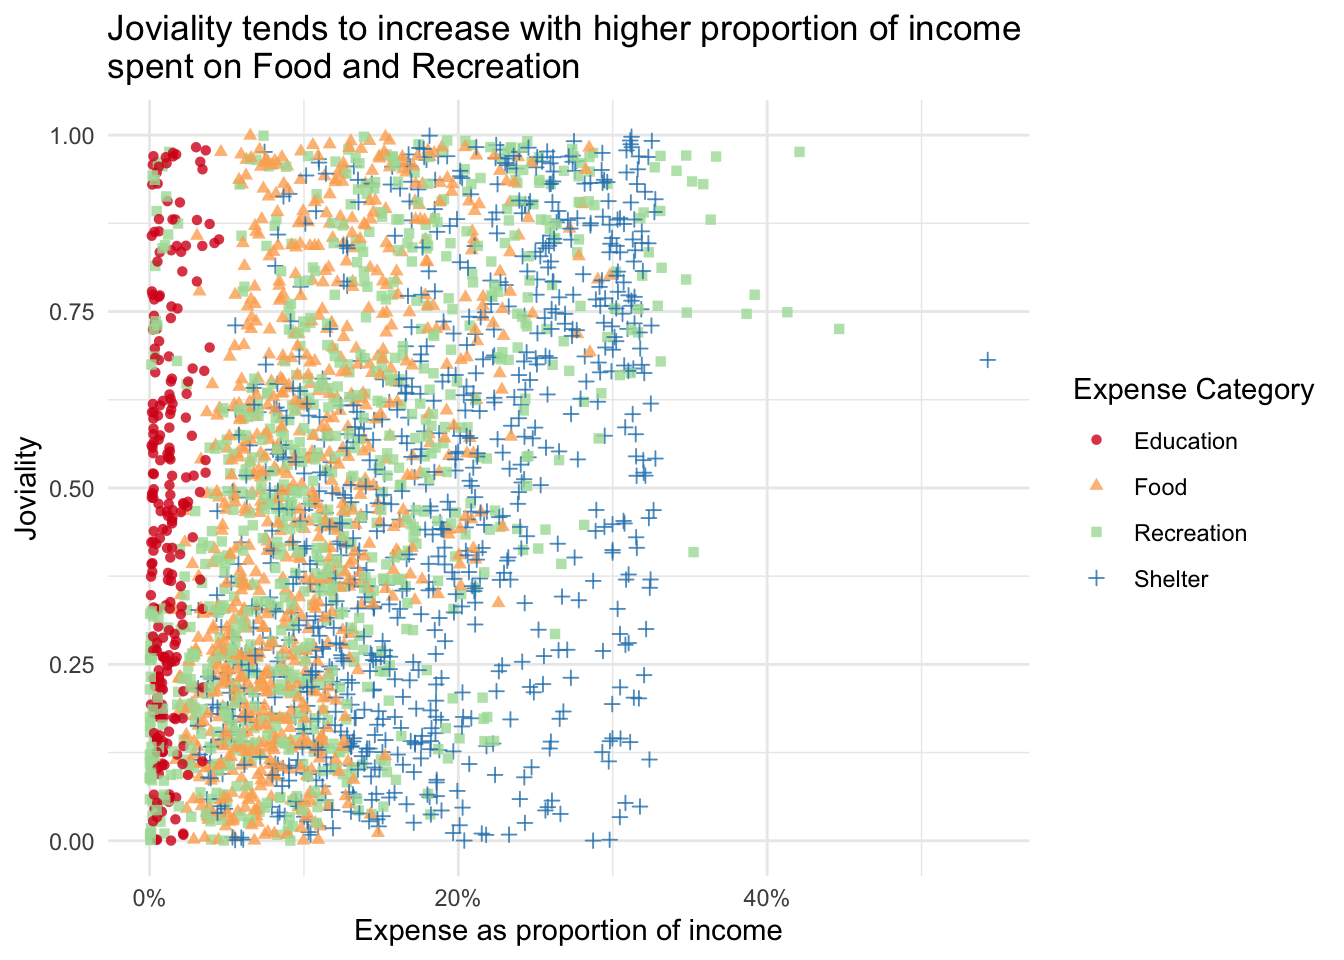 Joviality tends to increase with higher proportion of income
spent on Food and Recreation
1.00
0.75
0.50
0.25
0.00
Joviality
0%
20%
40%
Expense as proportion of income
Expense Category
Education
Food
Recreation
Shelter